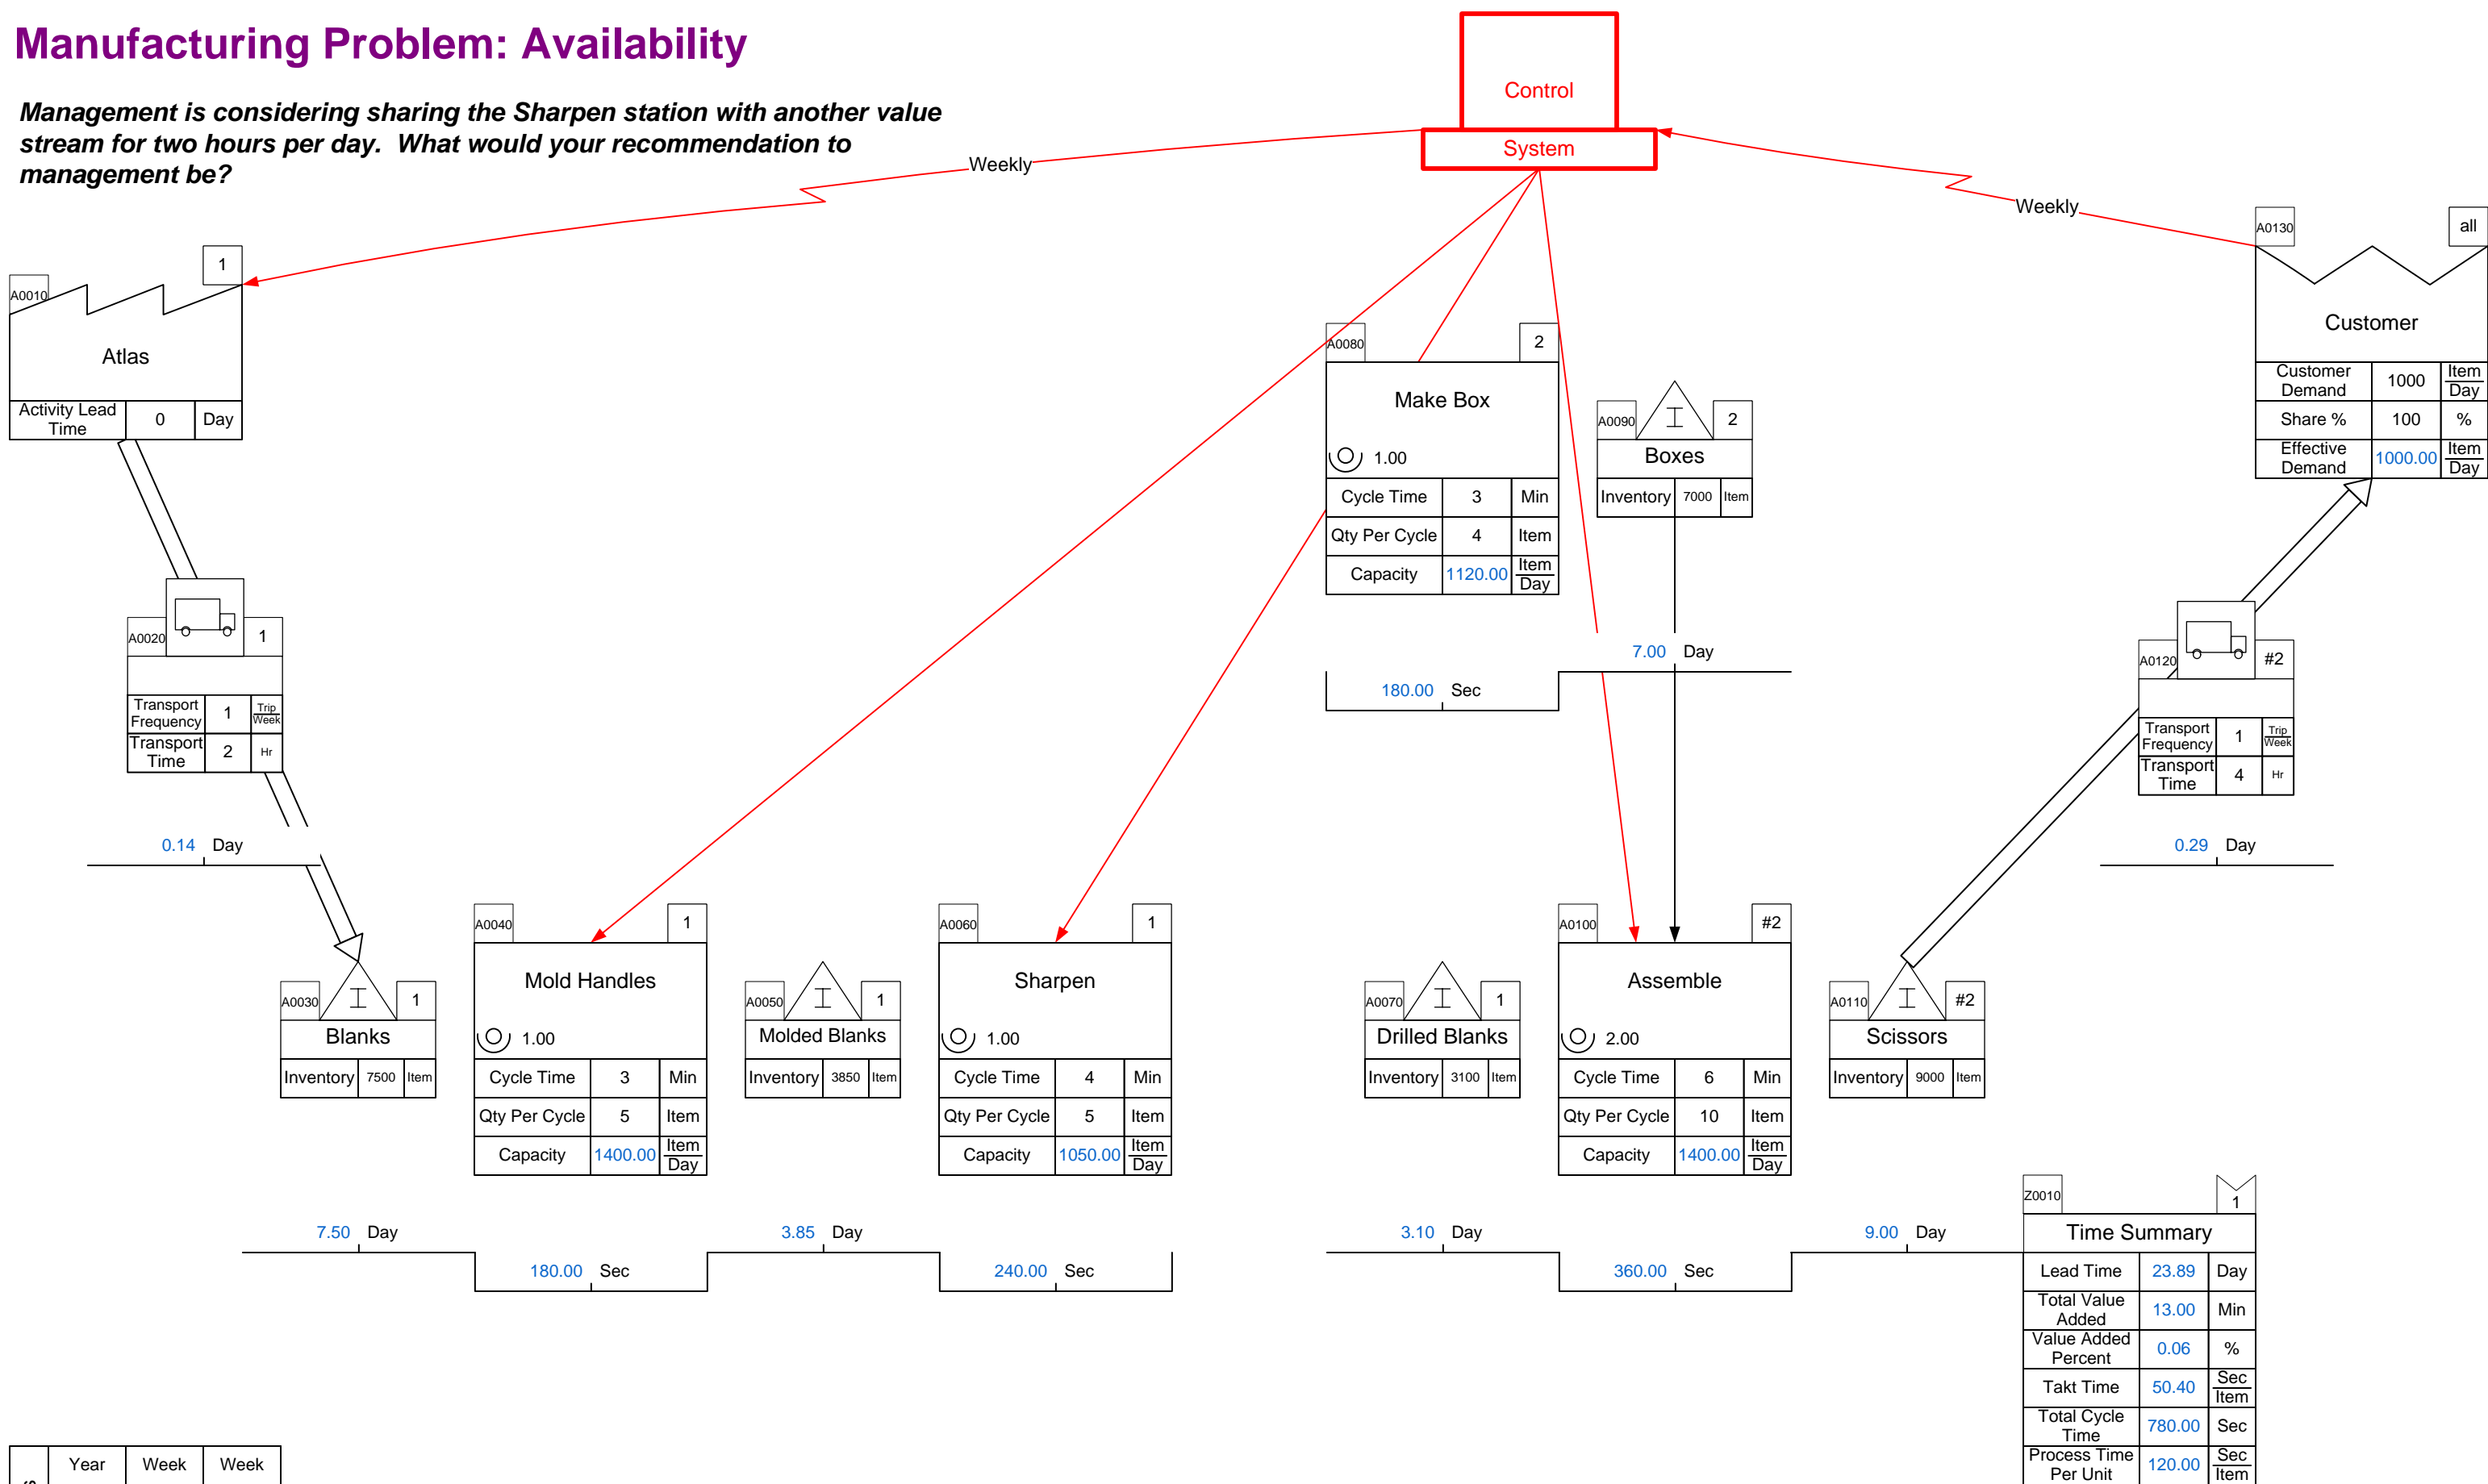 Manufacturing Problem: Availability
Management is considering sharing the Sharpen station with another value
stream for two hours per day. What would your recommendation to
management be?
Control
System
Weekly
Weekly
A0010
1
Atlas
Activity Lead Time 0 Day
A0130
all
Customer
Customer Demand 1000 Item Day
Share % 100 %
Effective Demand 1000.00 Item Day
A0080
2
Make Box
1.00
Cycle Time 3 Min
Qty Per Cycle 4 Item
Capacity 1120.00 Item Day
180.00 Sec
A0090
I
2
Boxes
Inventory 7000 Item
7.00 Day
A0020
1
Transport Frequency 1 Trip Week
Transport Time 2 Hr
0.14 Day
A0120
#2
Transport Frequency 1 Trip Week
Transport Time 4 Hr
0.29 Day
A0030
I
1
Blanks
Inventory 7500 Item
7.50 Day
A0040
1
Mold Handles
1.00
Cycle Time 3 Min
Qty Per Cycle 5 Item
Capacity 1400.00 Item Day
180.00 Sec
A0050
I
1
Molded Blanks
Inventory 3850 Item
3.85 Day
A0060
1
Sharpen
1.00
Cycle Time 4 Min
Qty Per Cycle 5 Item
Capacity 1050.00 Item Day
240.00 Sec
A0070
I
1
Drilled Blanks
Inventory 3100 Item
3.10 Day
A0100
#2
Assemble
2.00
Cycle Time 6 Min
Qty Per Cycle 10 Item
Capacity 1400.00 Item Day
360.00 Sec
A0110
I
#2
Scissors
Inventory 9000 Item
9.00 Day
Z0010
1
Time Summary
Lead Time 23.89 Day
Total Value Added 13.00 Min
Value Added Percent 0.06 %
Takt Time 50.40 Sec Item
Total Cycle Time 780.00 Sec
Process Time Per Unit 120.00 Sec Item
Year Week Week